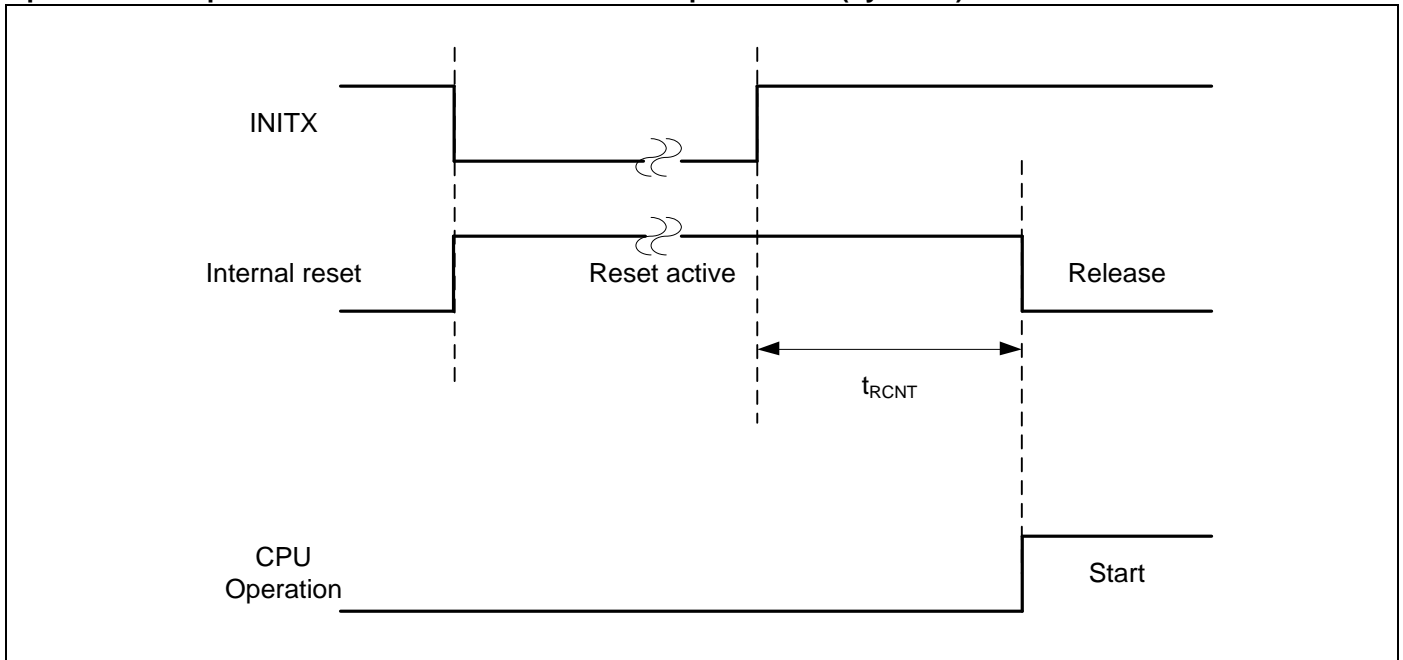 INITX
Internal reset
Reset active
Release
tRCNT
CPU
Operation
Start